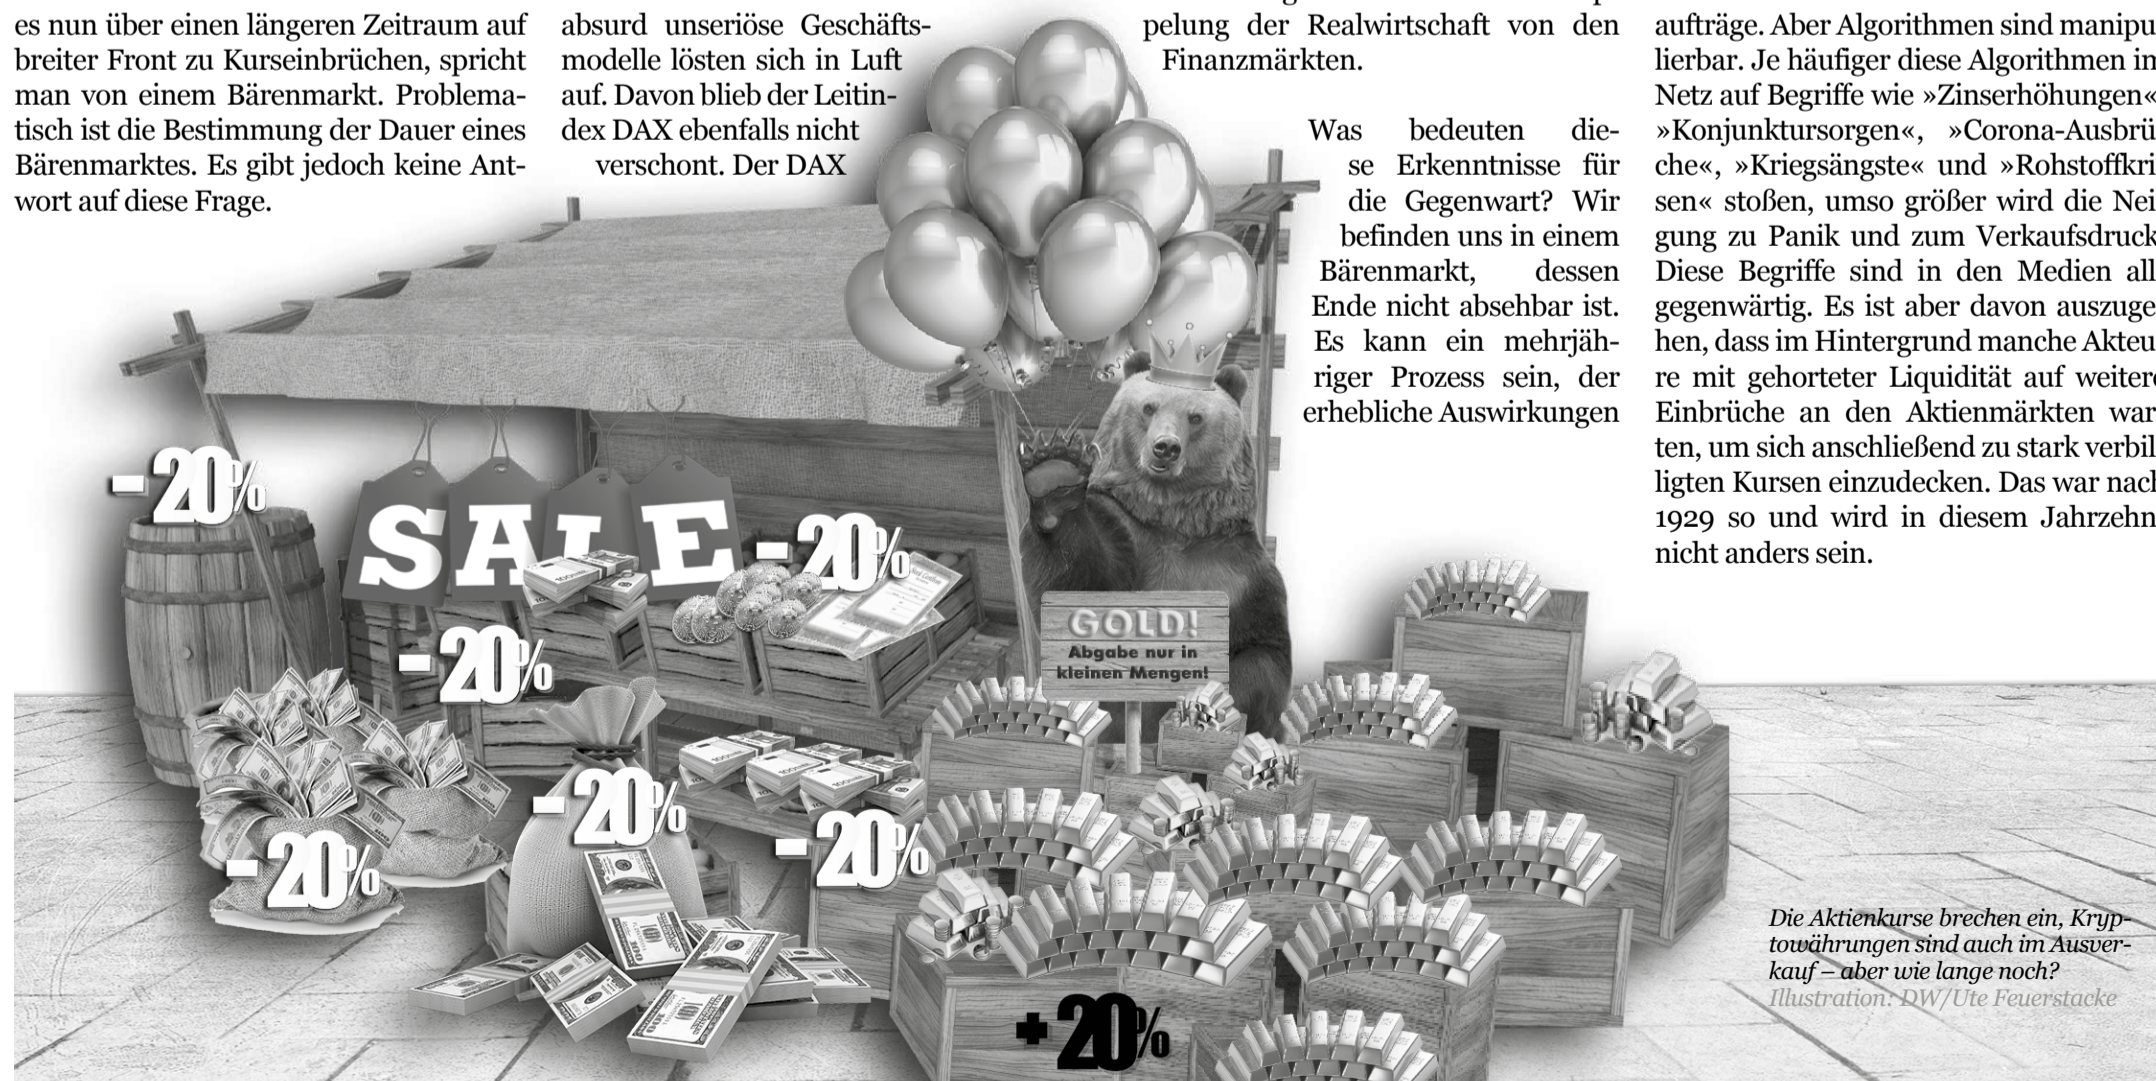 es nun über einen längeren Zeitraum auf
breiter Front zu Kurseinbrüchen, spricht
man von einem Bärenmarkt. Problema-
tisch ist die Bestimmung der Dauer eines
Bärenmarktes. Es gibt jedoch keine Ant-
wort auf diese Frage.
absurd unseriöse Geschäfts-
modelle lösten sich in Luft
auf. Davon blieb der Leitin-
dex DAX ebenfalls nicht
verschont. Der DAX
pelung der Realwirtschaft von den
Finanzmärkten.
Was bedeuten die-
se Erkenntnisse für
die Gegenwart? Wir
befinden uns in einem
Bärenmarkt, dessen
Ende nicht absehbar ist.
Es kann ein mehrjäh-
riger Prozess sein, der
erhebliche Auswirkungen
aufträge. Aber Algorithmen sind manipu
lierbar. Je häufiger diese Algorithmen im
Netz auf Begriffe wie »Zinserhöhungen«
»Konjunktursorgen«, »Corona-Ausbrü
che«, »Kriegsängste« und »Rohstoffkri
sen« stoßen, umso größer wird die Nei
gung zu Panik und zum Verkaufsdruck
Diese Begriffe sind in den Medien all
gegenwärtig. Es ist aber davon auszuge
hen, dass im Hintergrund manche Akteu
re mit gehorteter Liquidität auf weitere
Einbrüche an den Aktienmärkten war
ten, um sich anschließend zu stark verbil
ligten Kursen einzudecken. Das war nach
1929 so und wird in diesem Jahrzehn
nicht anders sein.
-20%
SALE
-20%
-20%
GOLD!
Abgabe nur in
kleinen Mengen!
-20%
-20%
-20%
+20%
Die Aktienkurse brechen ein, Kryp-
towährungen sind auch im Ausver-
kauf – aber wie lange noch?
Illustration: DW/Ute Feuerstacke